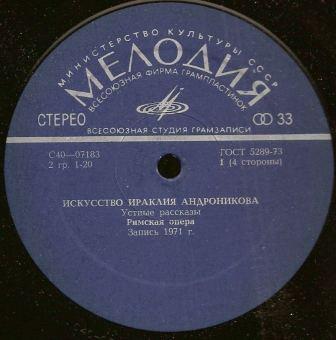 МИНИСТЕРСТВО КУЛЬТУРЫ СССР
МЕЛОДИЯ
ВСЕСОЮЗНАЯ ФИРМА ГРАМПЛАСТИНОК
СТЕРЕО
33
ВСЕСОЮЗНАЯ СТУДИЯ ГРАМЗАПИСИ
С40—07183
2 гр. 1-20
ГОСТ 5289-73
1 (4 стороны)
ИСКУССТВО ИРАКЛИЯ АНДРОНИКОВА
Устные рассказы
Римская опера
Запись 1971 г.